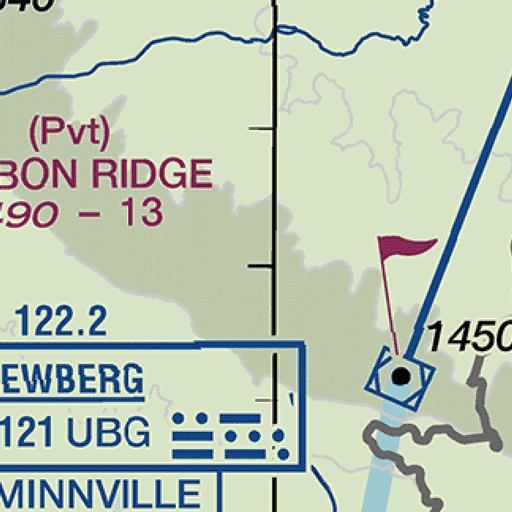 (Pvt)
BON RIDGE
490 – 13
122.2
1450
EWBERG
121 UBG
MINNVILLE